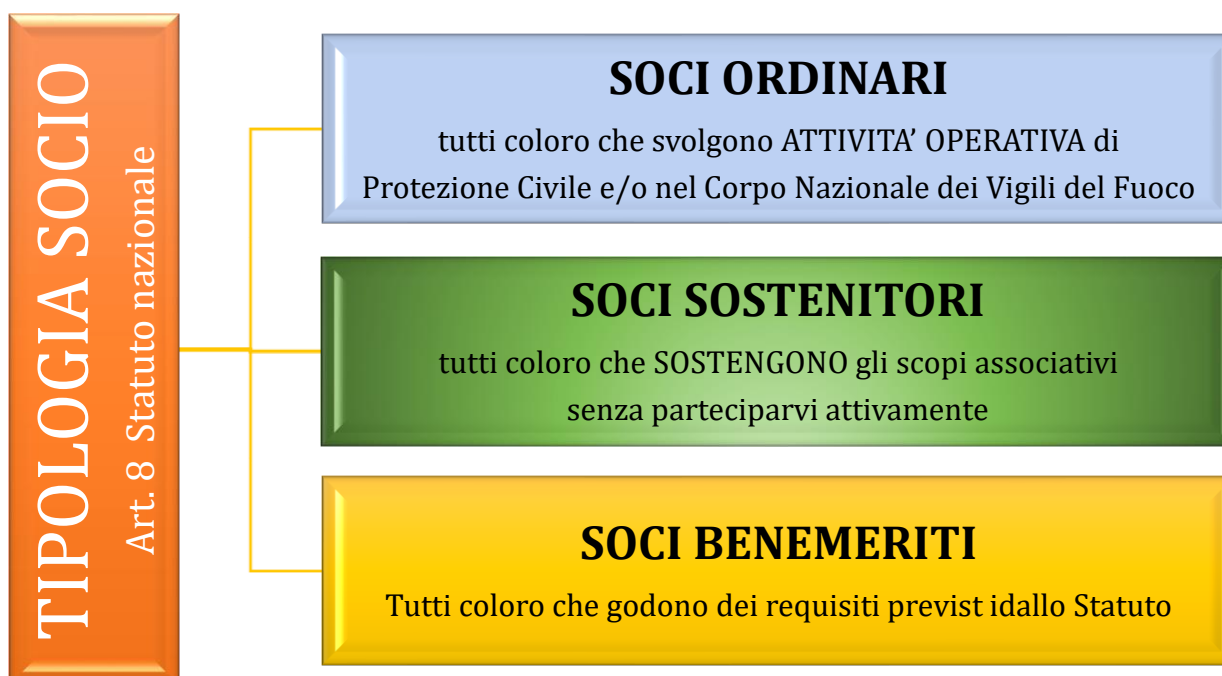 TIPOLOGIA SOCIO
Art. 8 Statuto nazionale
SOCI ORDINARI
tutti coloro che svolgono ATTIVITA’ OPERATIVA di
Protezione Civile e/o nel Corpo Nazionale dei Vigili del Fuoco
SOCI SOSTENITORI
tutti coloro che SOSTENGONO gli scopi associativi
senza parteciparvi attivamente
SOCI BENEMERITI
Tutti coloro che godono dei requisiti previst idallo Statuto